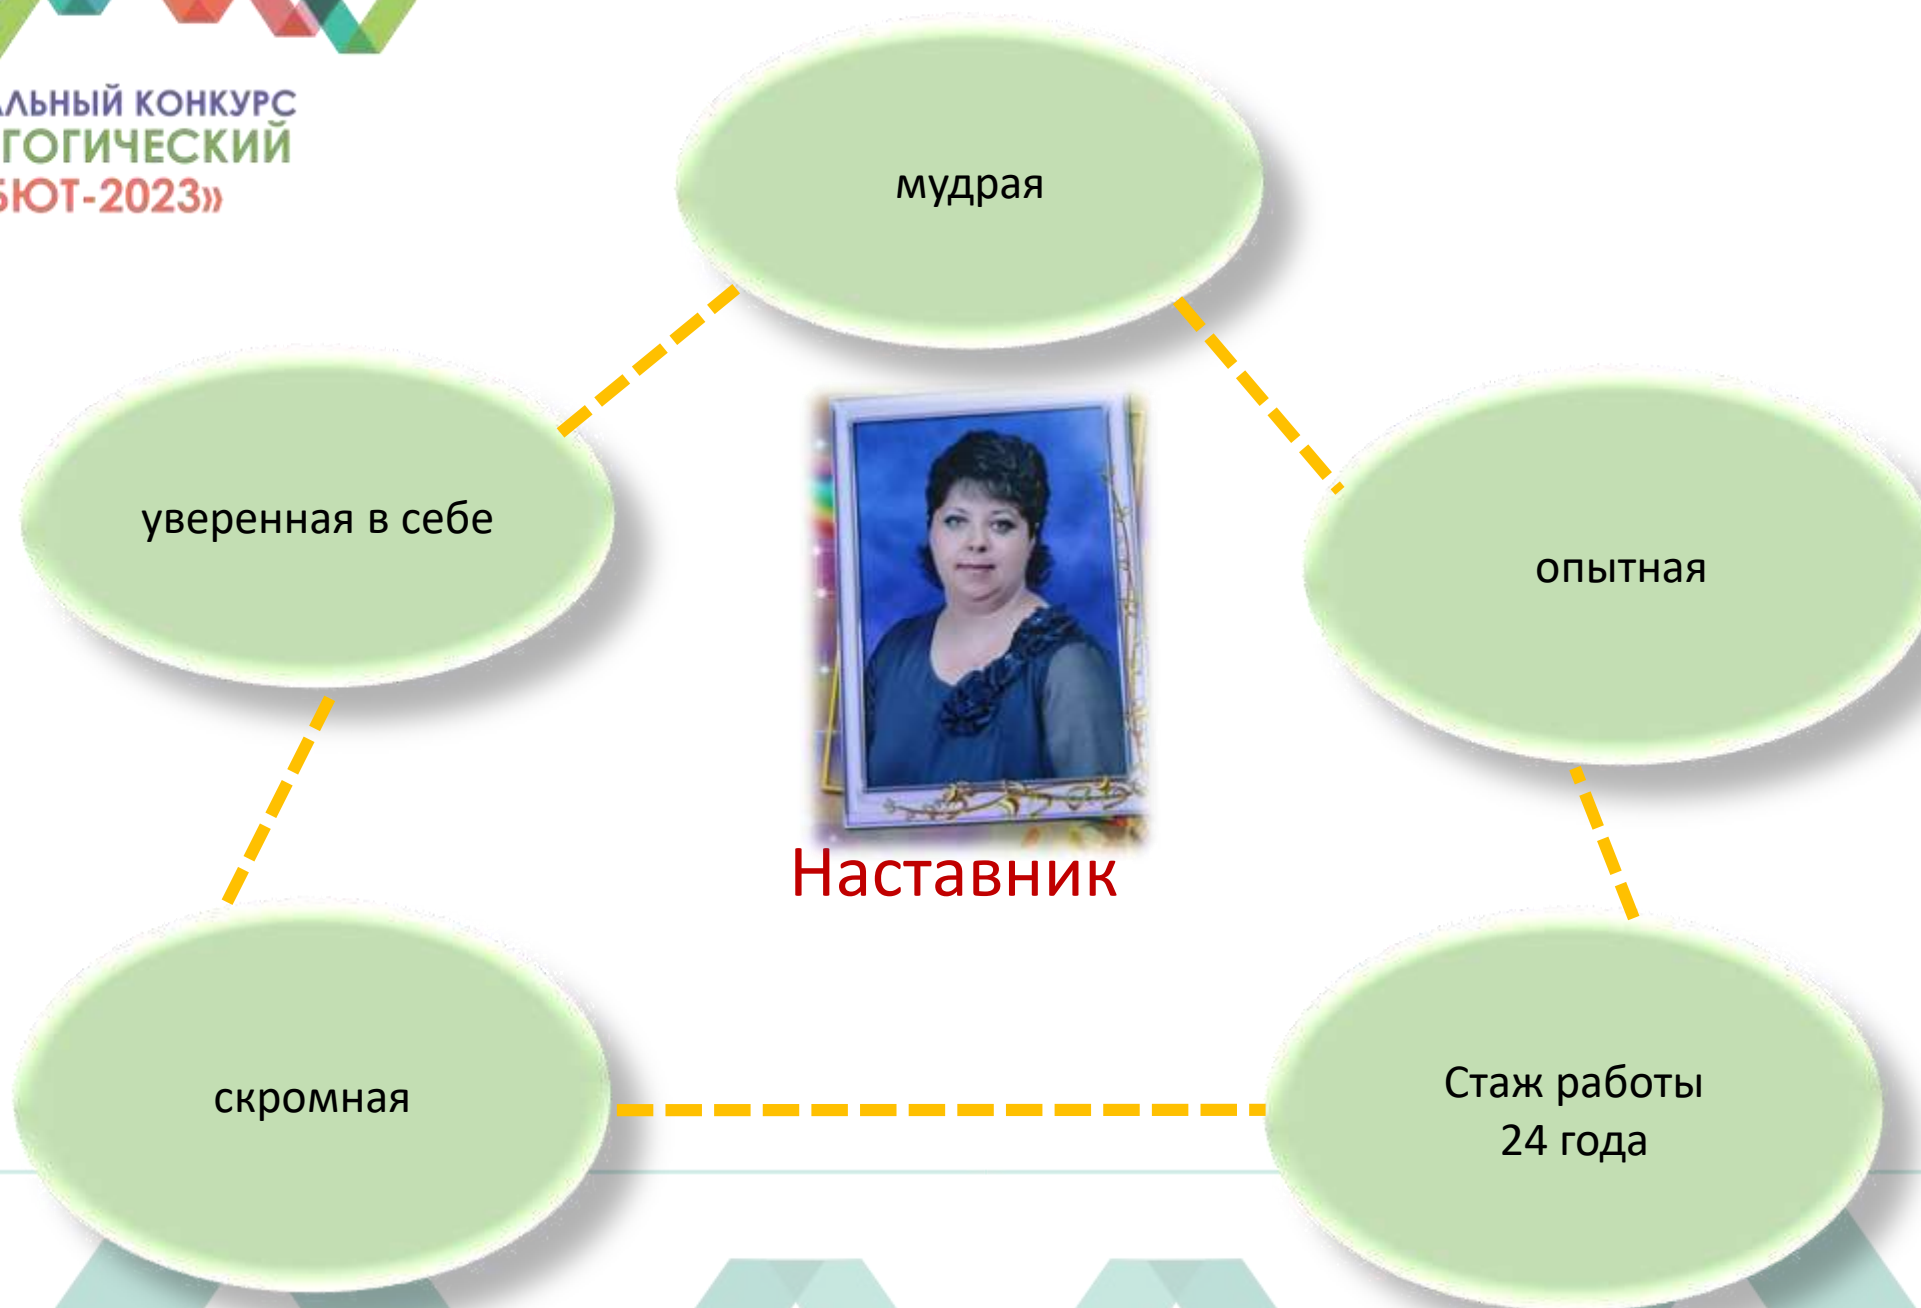 АЛЬНЫЙ КОНКУРС
ГОГИЧЕСКИЙ
БЮТ-2023»
мудрая
уверенная в себе
опытная
Наставник
скромная
Стаж работы
24 года